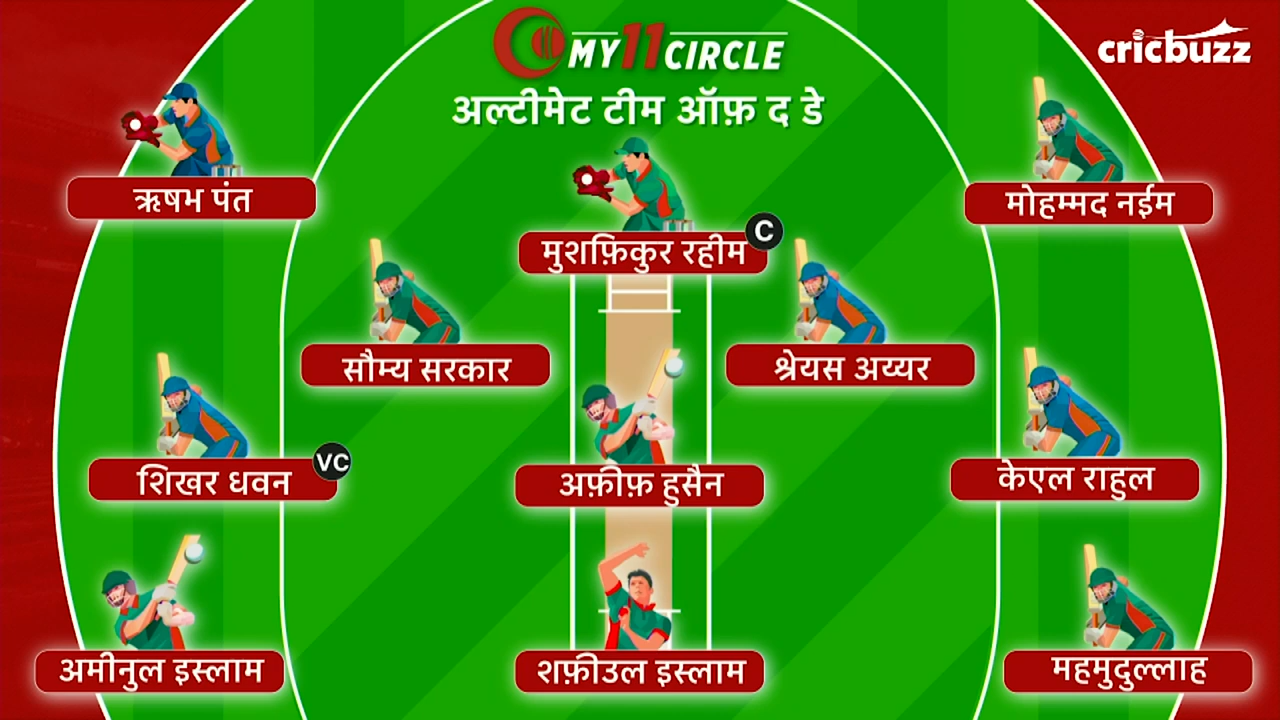 MY11CIRCLE
cricbuzz
अल्टीमेट टीम ऑफ़ द डे
ऋषभ पंत
मुशफ़िकुर रहीम
C
मोहम्मद नईम
सौम्य सरकार
श्रेयस अय्यर
शिखर धवन
VC
अफ़ीफ़ हुसैन
केएल राहुल
अमीनुल इस्लाम
शफ़ीउल इस्लाम
महमुदुल्लाह